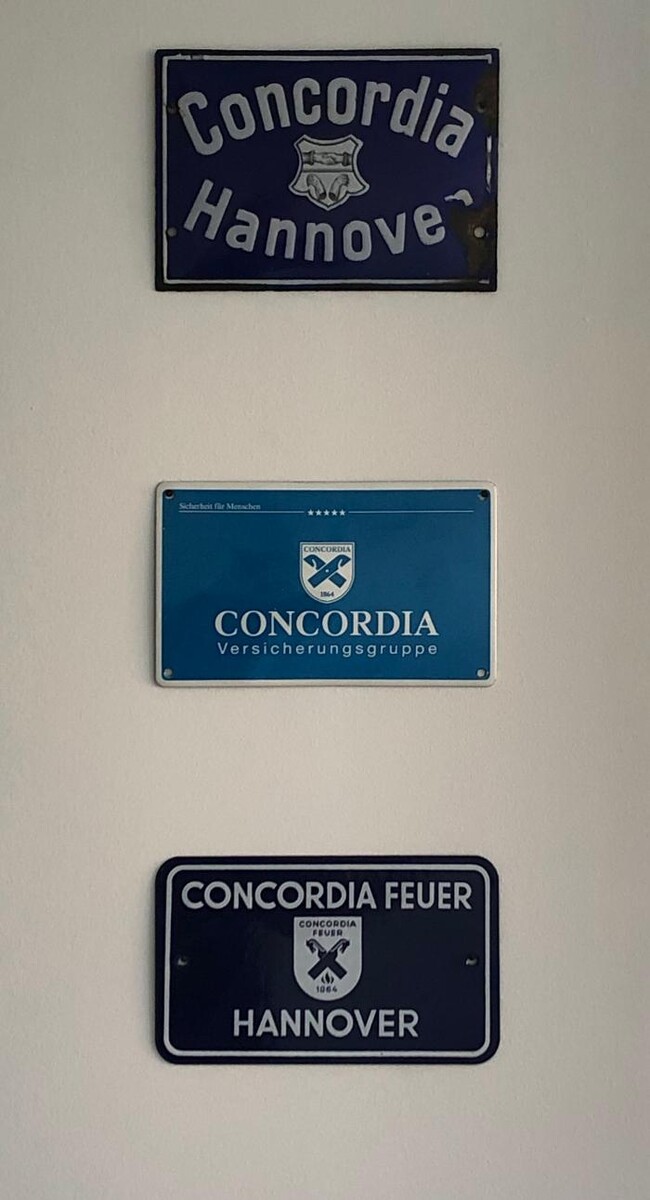 Concordia
Hannover
Sicherheit für Menschen
CONCORDIA
1864
CONCORDIA
Versicherungsgruppe
CONCORDIA FEUER
CONCORDIA
FEUER
1864
HANNOVER